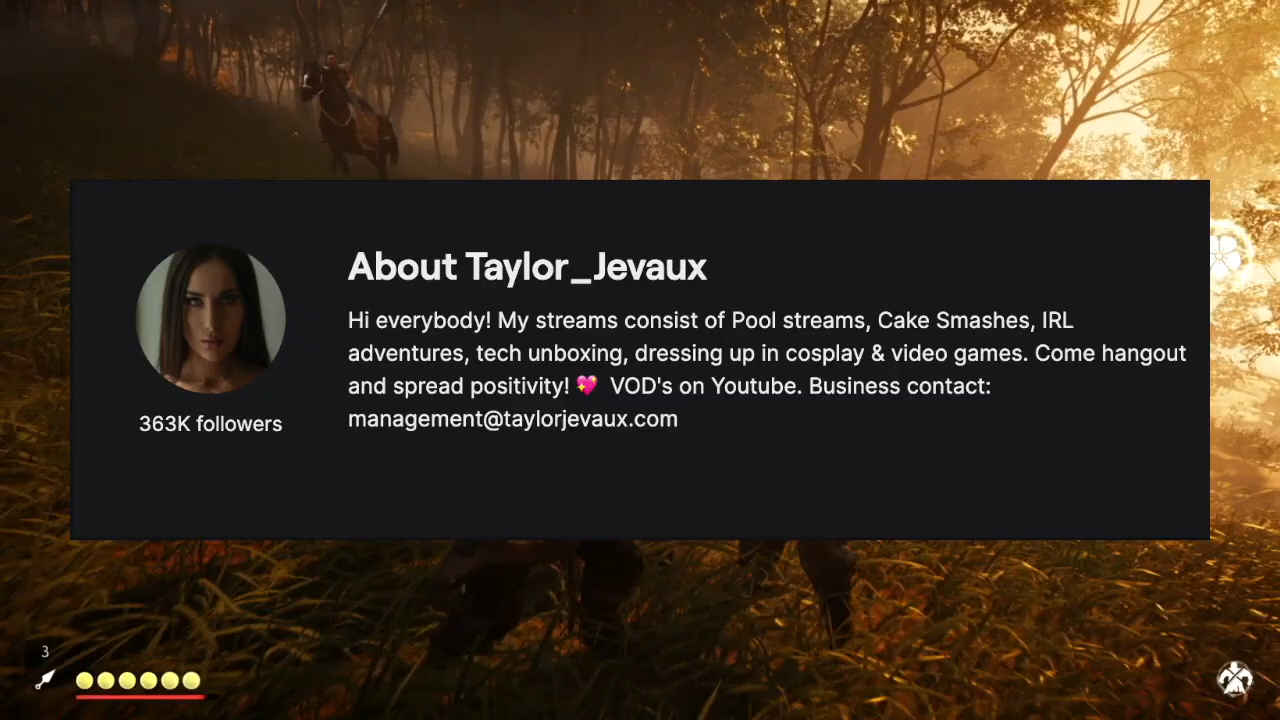 About Taylor_Jevaux
Hi everybody! My streams consist of Pool streams, Cake Smashes, IRL
adventures, tech unboxing, dressing up in cosplay & video games. Come hangout
and spread positivity! 💖 VOD's on Youtube. Business contact:
management@taylorjevaux.com
363K followers
3